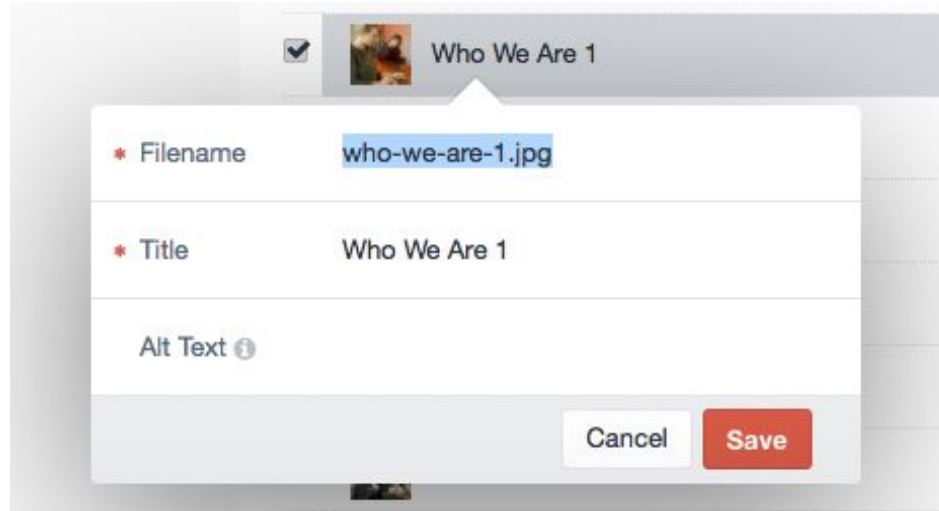 Who We Are 1
* Filename who-we-are-1.jpg
* Title Who We Are 1
Alt Text
Cancel Save